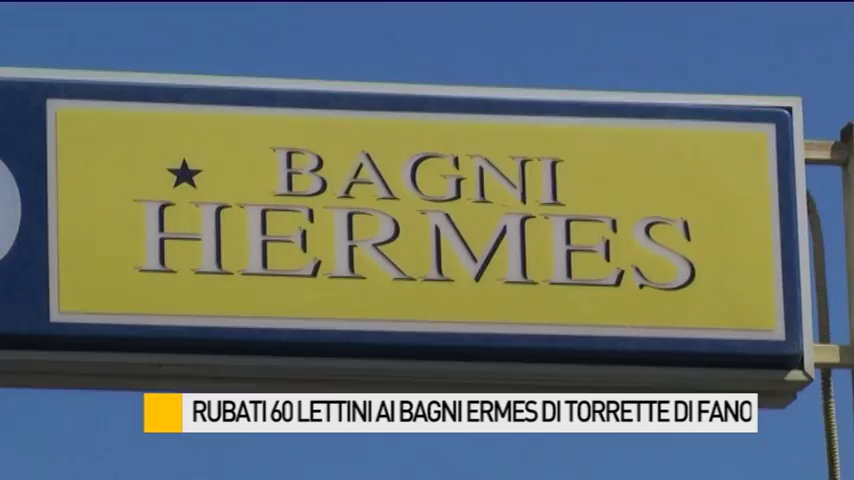 BAGNI
HERMES
RUBATI 60 LETTINI AI BAGNI ERMES DI TORRETTE DI FANO